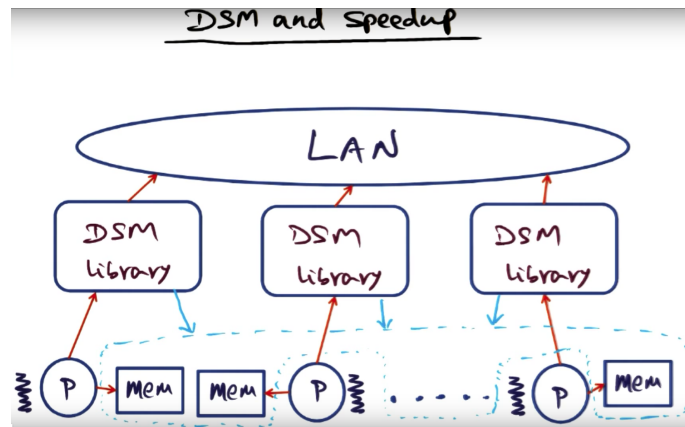 DSM and Speedup
LAN
DSM
library
DSM
library
DSM
library
P
Mem
Mem
P
.....
P
Mem